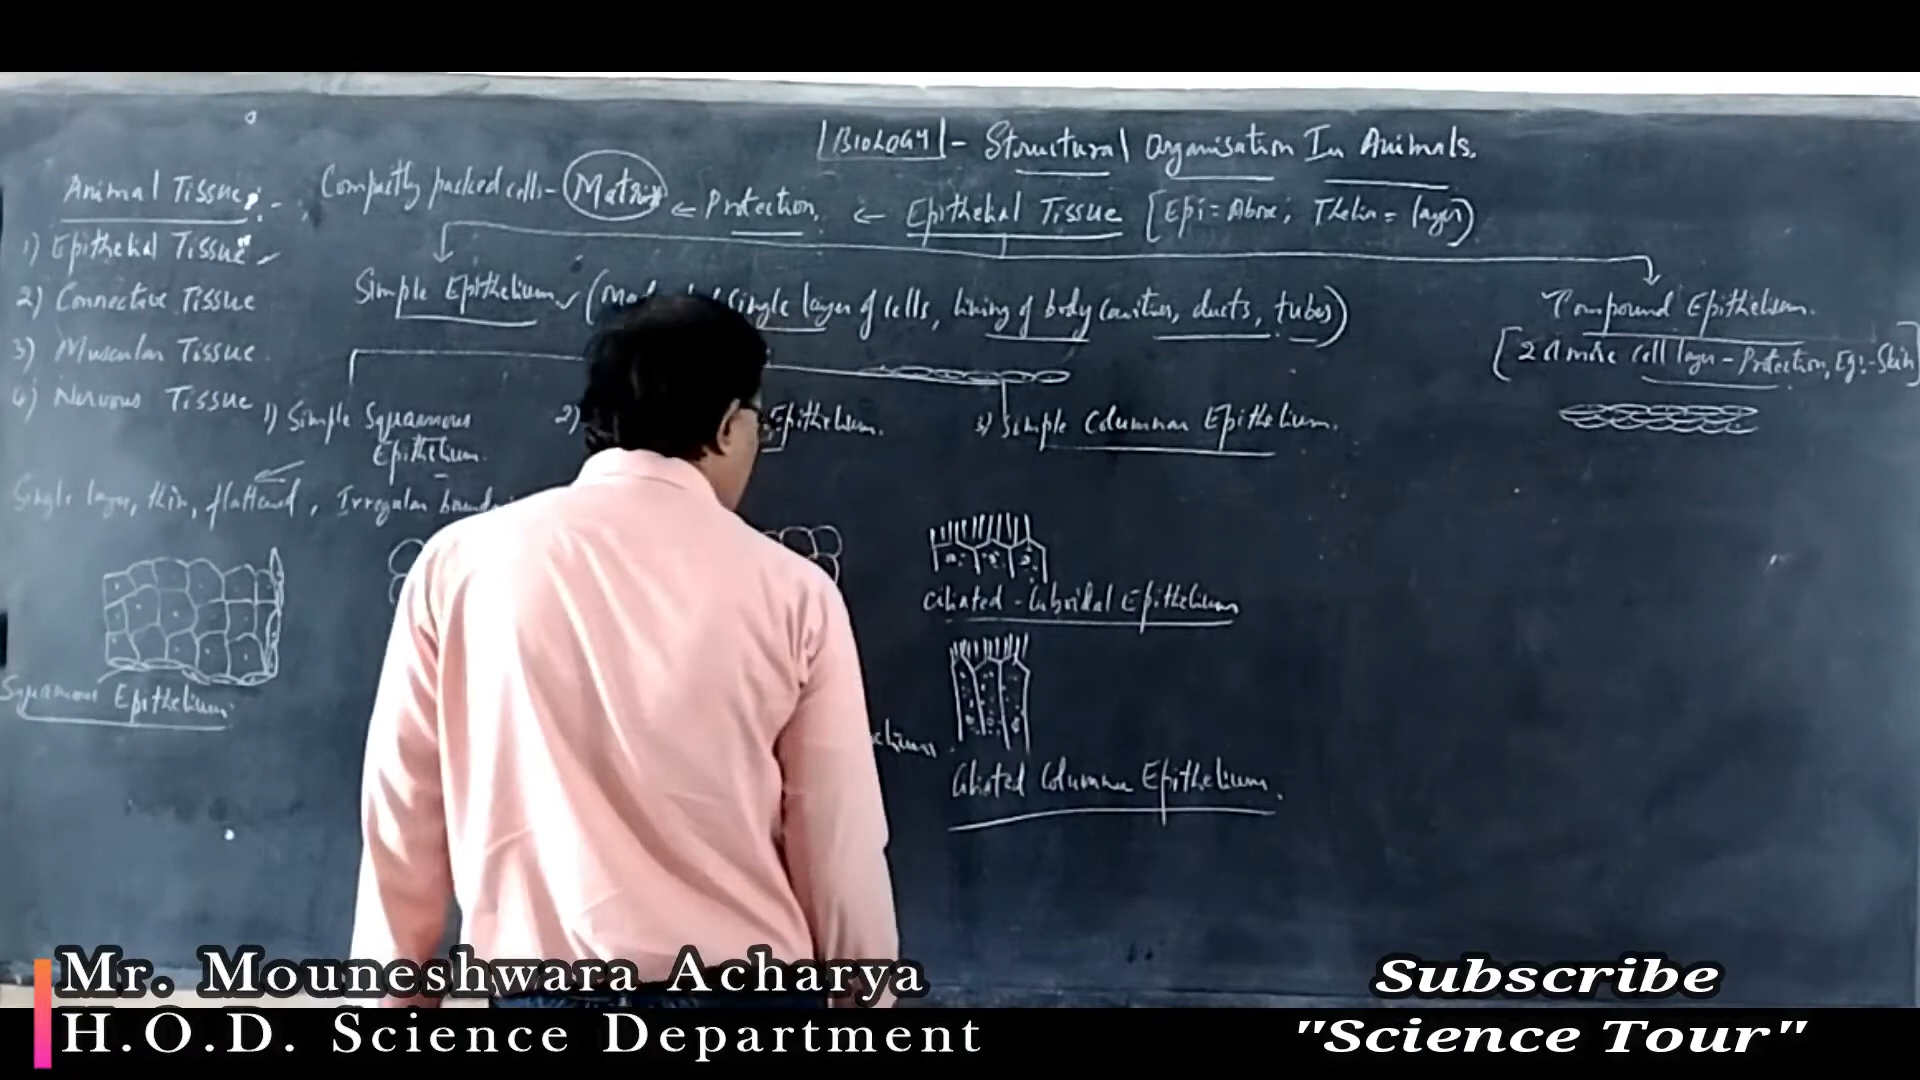 |BIOLOGY| - Structural Organisation In Animals.
Animal Tissue :-
Compactly packed cells - Matrix ← Protection. ← Epithelial Tissue [Epi = Above; Thelia = layer)
1) Epithelial Tissue
2) Connective Tissue
3) Muscular Tissue
4) Nervous Tissue
Simple Epithelium (Made single layer of cells, lining of body cavities, ducts, tubes)
Compound Epithelium.
[2 or more cell layer - Protection, Eg:- Skin]
1) Simple Squamous
Epithelium.
2) Epithelium.
3) Simple Columnar Epithelium.
Single layer, thin, flattened, Irregular
Squamous Epithelium
Ciliated - Cuboidal Epithelium
Ciliated Columnar Epithelium.
Mr. Mouneshwara Acharya
H.O.D. Science Department
Subscribe
"Science Tour"